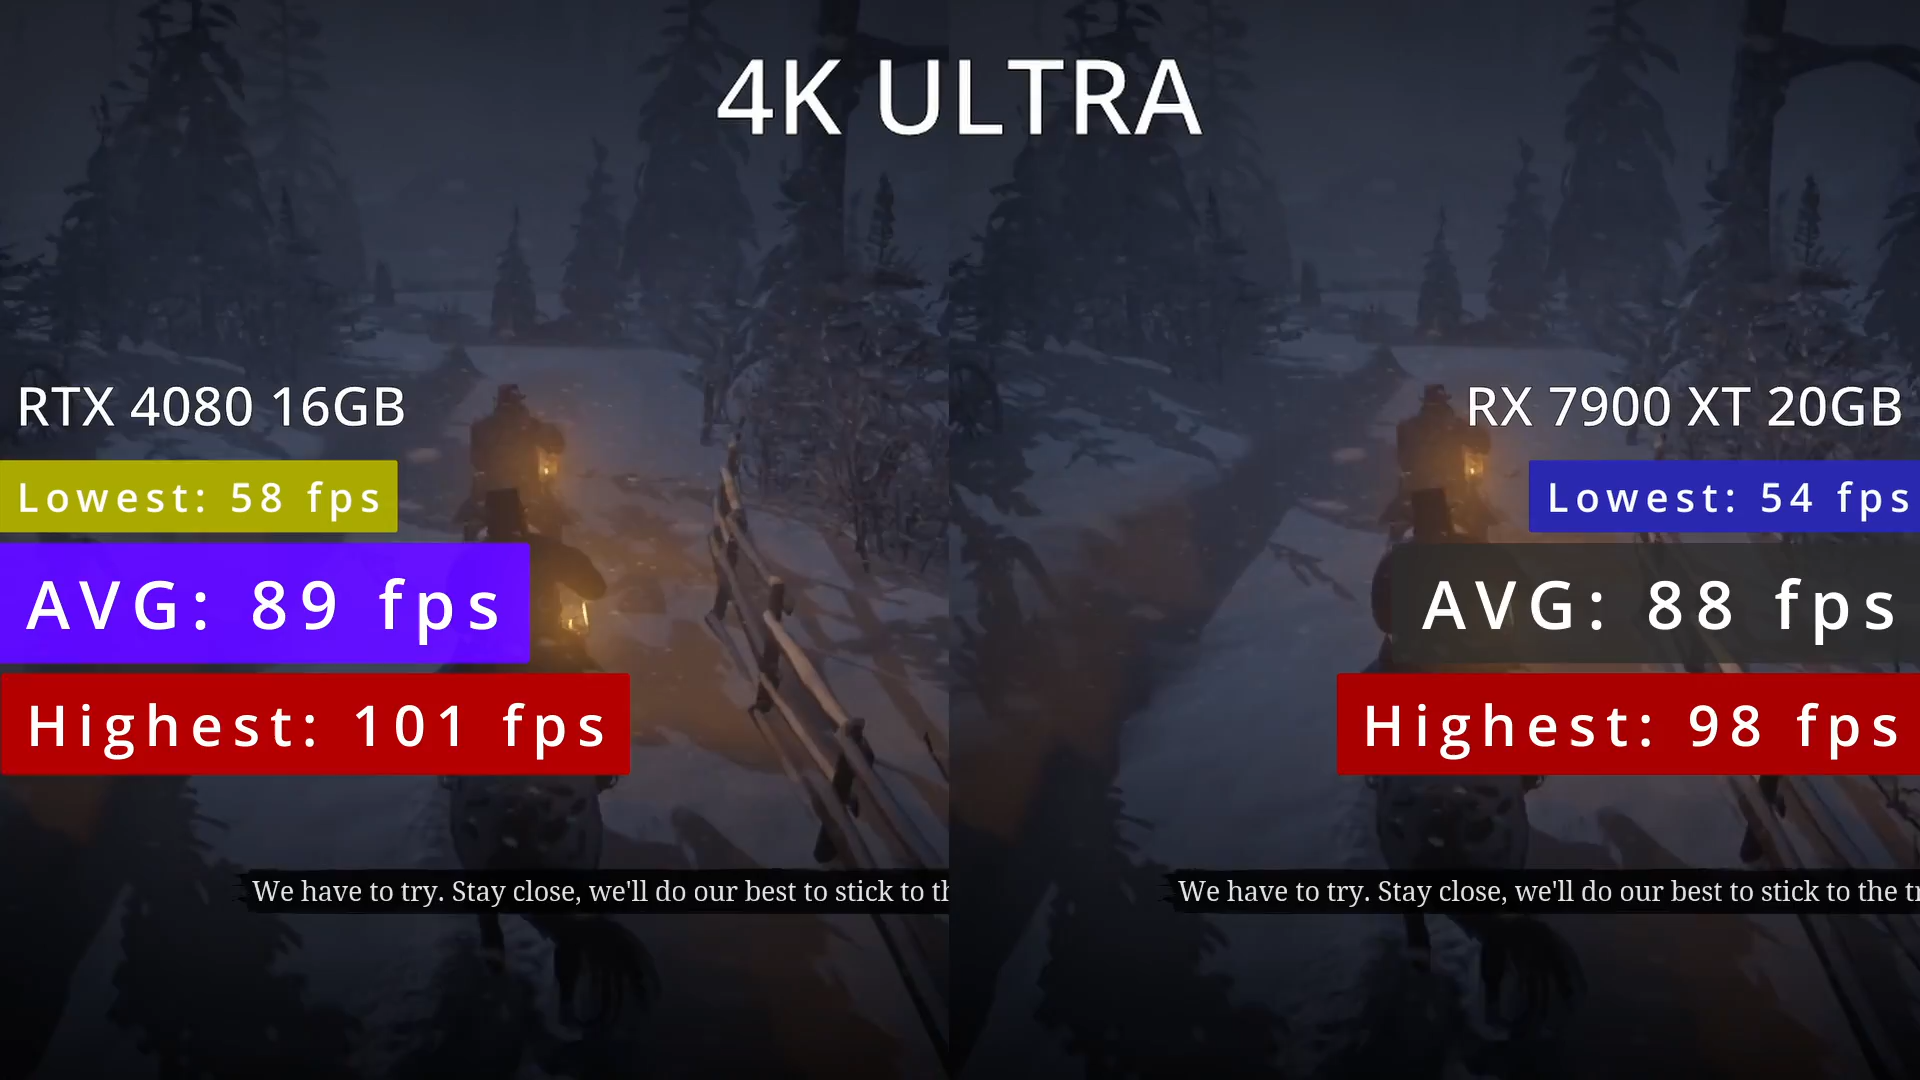 4K ULTRA
RTX 4080 16GB
Lowest: 58 fps
AVG: 89 fps
Highest: 101 fps
RX 7900 XT 20GB
Lowest: 54 fps
AVG: 88 fps
Highest: 98 fps
We have to try. Stay close, we'll do our best to stick to
We have to try. Stay close, we'll do our best to stick to the